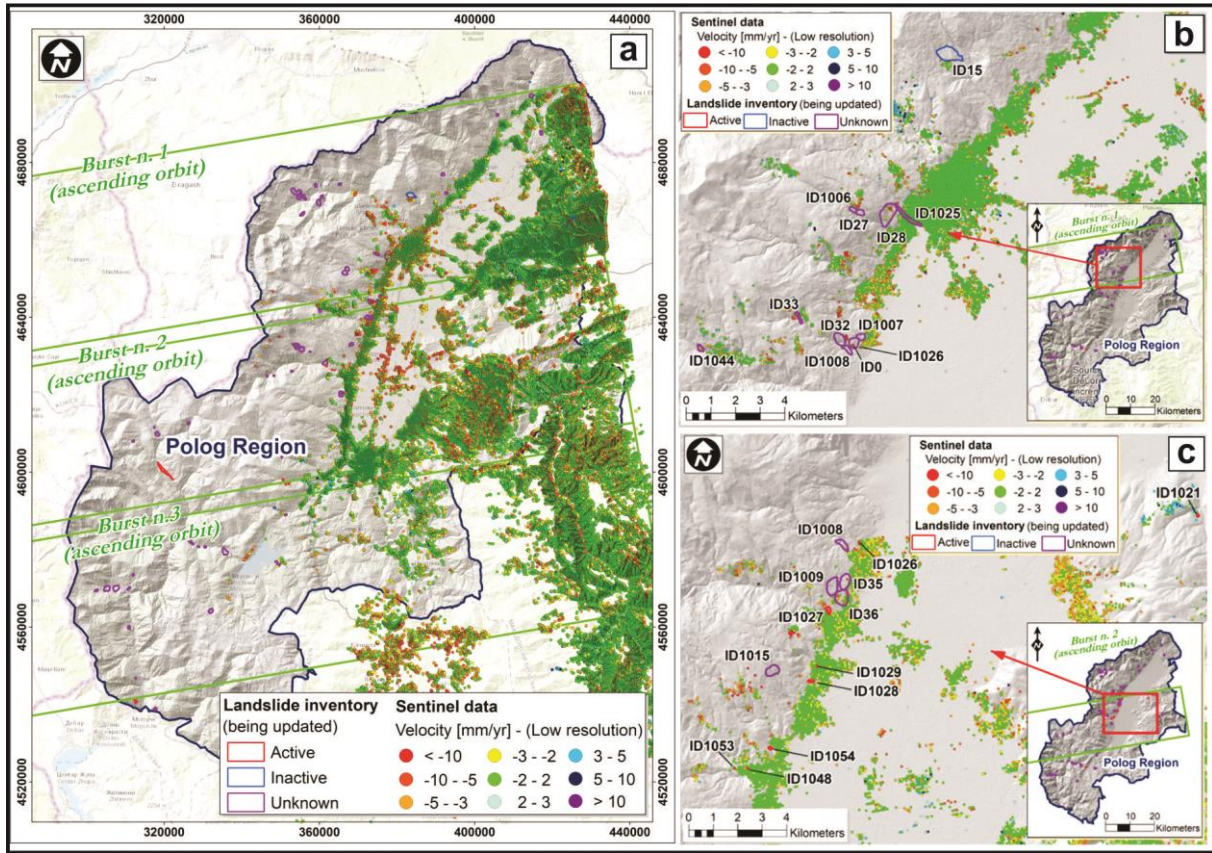 320000 360000 400000 440000
a
N
Burst n. 1
(ascending orbit)
4680000
4640000
Burst n. 2
(ascending orbit)
Polog Region
4600000
Burst n.3
(ascending orbit)
4560000
4520000
Landslide inventory
(being updated)
Active
Inactive
Unknown
Sentinel data
Velocity [mm/yr] - (Low resolution)
< -10 -3 - -2 3 - 5
-10 - -5 -2 - 2 5 - 10
-5 - -3 2 - 3 > 10
320000 360000 400000 440000
b
Sentinel data
Velocity [mm/yr] - (Low resolution)
< -10 -3 - -2 3 - 5
-10 - -5 -2 - 2 5 - 10
-5 - -3 2 - 3 > 10
Landslide inventory (being updated)
Active Inactive Unknown
ID15
ID1006
ID27
ID28
ID1025
ID33
ID32
ID1007
ID1044
ID1008
ID0
ID1026
0 1 2 3 4
Kilometers
N
Burst n. 1
(ascending orbit)
Polog Region
0 10 20
Kilometers
N
c
Sentinel data
Velocity [mm/yr] - (Low resolution)
< -10 -3 - -2 3 - 5
-10 - -5 -2 - 2 5 - 10
-5 - -3 2 - 3 > 10
Landslide inventory (being updated)
Active Inactive Unknown
ID1021
ID1008
ID1026
ID1009
ID35
ID1027
ID36
ID1015
ID1029
ID1028
ID1053
ID1054
ID1048
0 1 2 3 4
Kilometers
N
Burst n. 2
(ascending orbit)
Polog Region
0 10 20
Kilometers